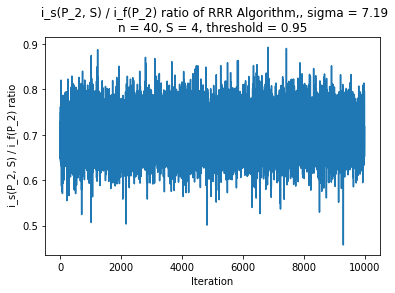 i_s(P_2, S) / i_f(P_2) ratio of RRR Algorithm,, sigma = 7.19
n = 40, S = 4, threshold = 0.95
0.9
0.8
0.7
0.6
0.5
i_s(P_2, S) / i_f(P_2) ratio
0 2000 4000 6000 8000 10000
Iteration